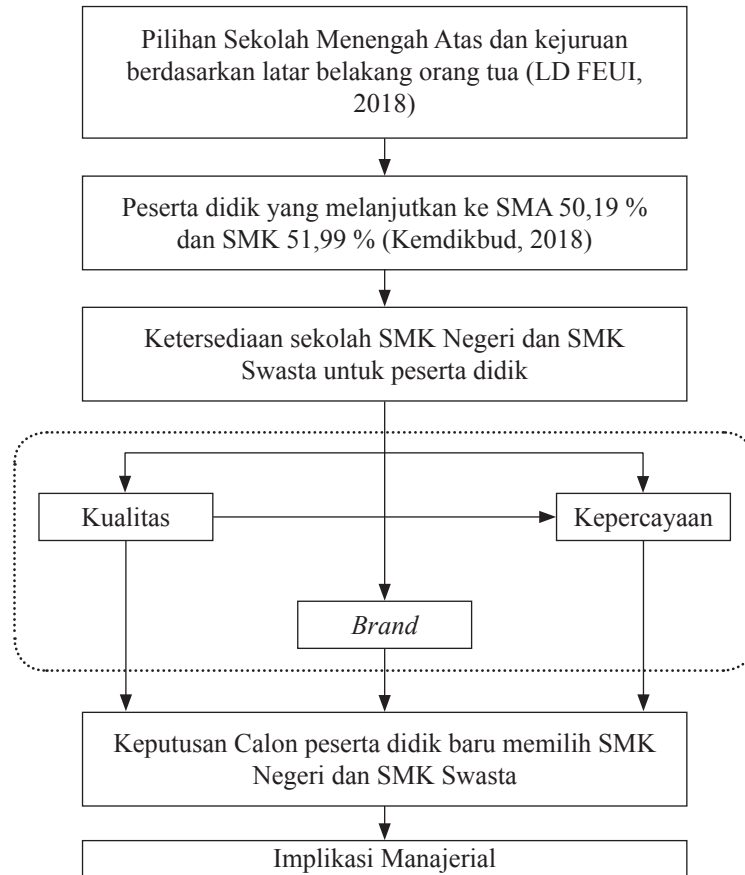 Pilihan Sekolah Menengah Atas dan kejuruan
berdasarkan latar belakang orang tua (LD FEUI,
2018)
Peserta didik yang melanjutkan ke SMA 50,19 %
dan SMK 51,99 % (Kemdikbud, 2018)
Ketersediaan sekolah SMK Negeri dan SMK
Swasta untuk peserta didik
Kualitas
Kepercayaan
Brand
Keputusan Calon peserta didik baru memilih SMK
Negeri dan SMK Swasta
Implikasi Manajerial